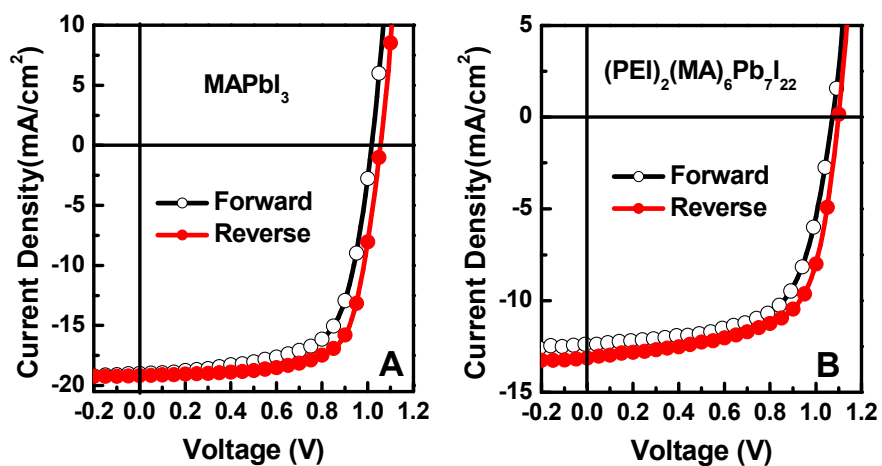 10
5
0
-5
-10
-15
-20
Current Density(mA/cm²)
MAPbI₃
Forward
Reverse
A
-0.2 0.0 0.2 0.4 0.6 0.8 1.0 1.2
Voltage (V)
5
0
-5
-10
-15
Current Density(mA/cm²)
(PEI)₂(MA)₆Pb₇I₂₂
Forward
Reverse
B
-0.2 0.0 0.2 0.4 0.6 0.8 1.0 1.2
Voltage (V)